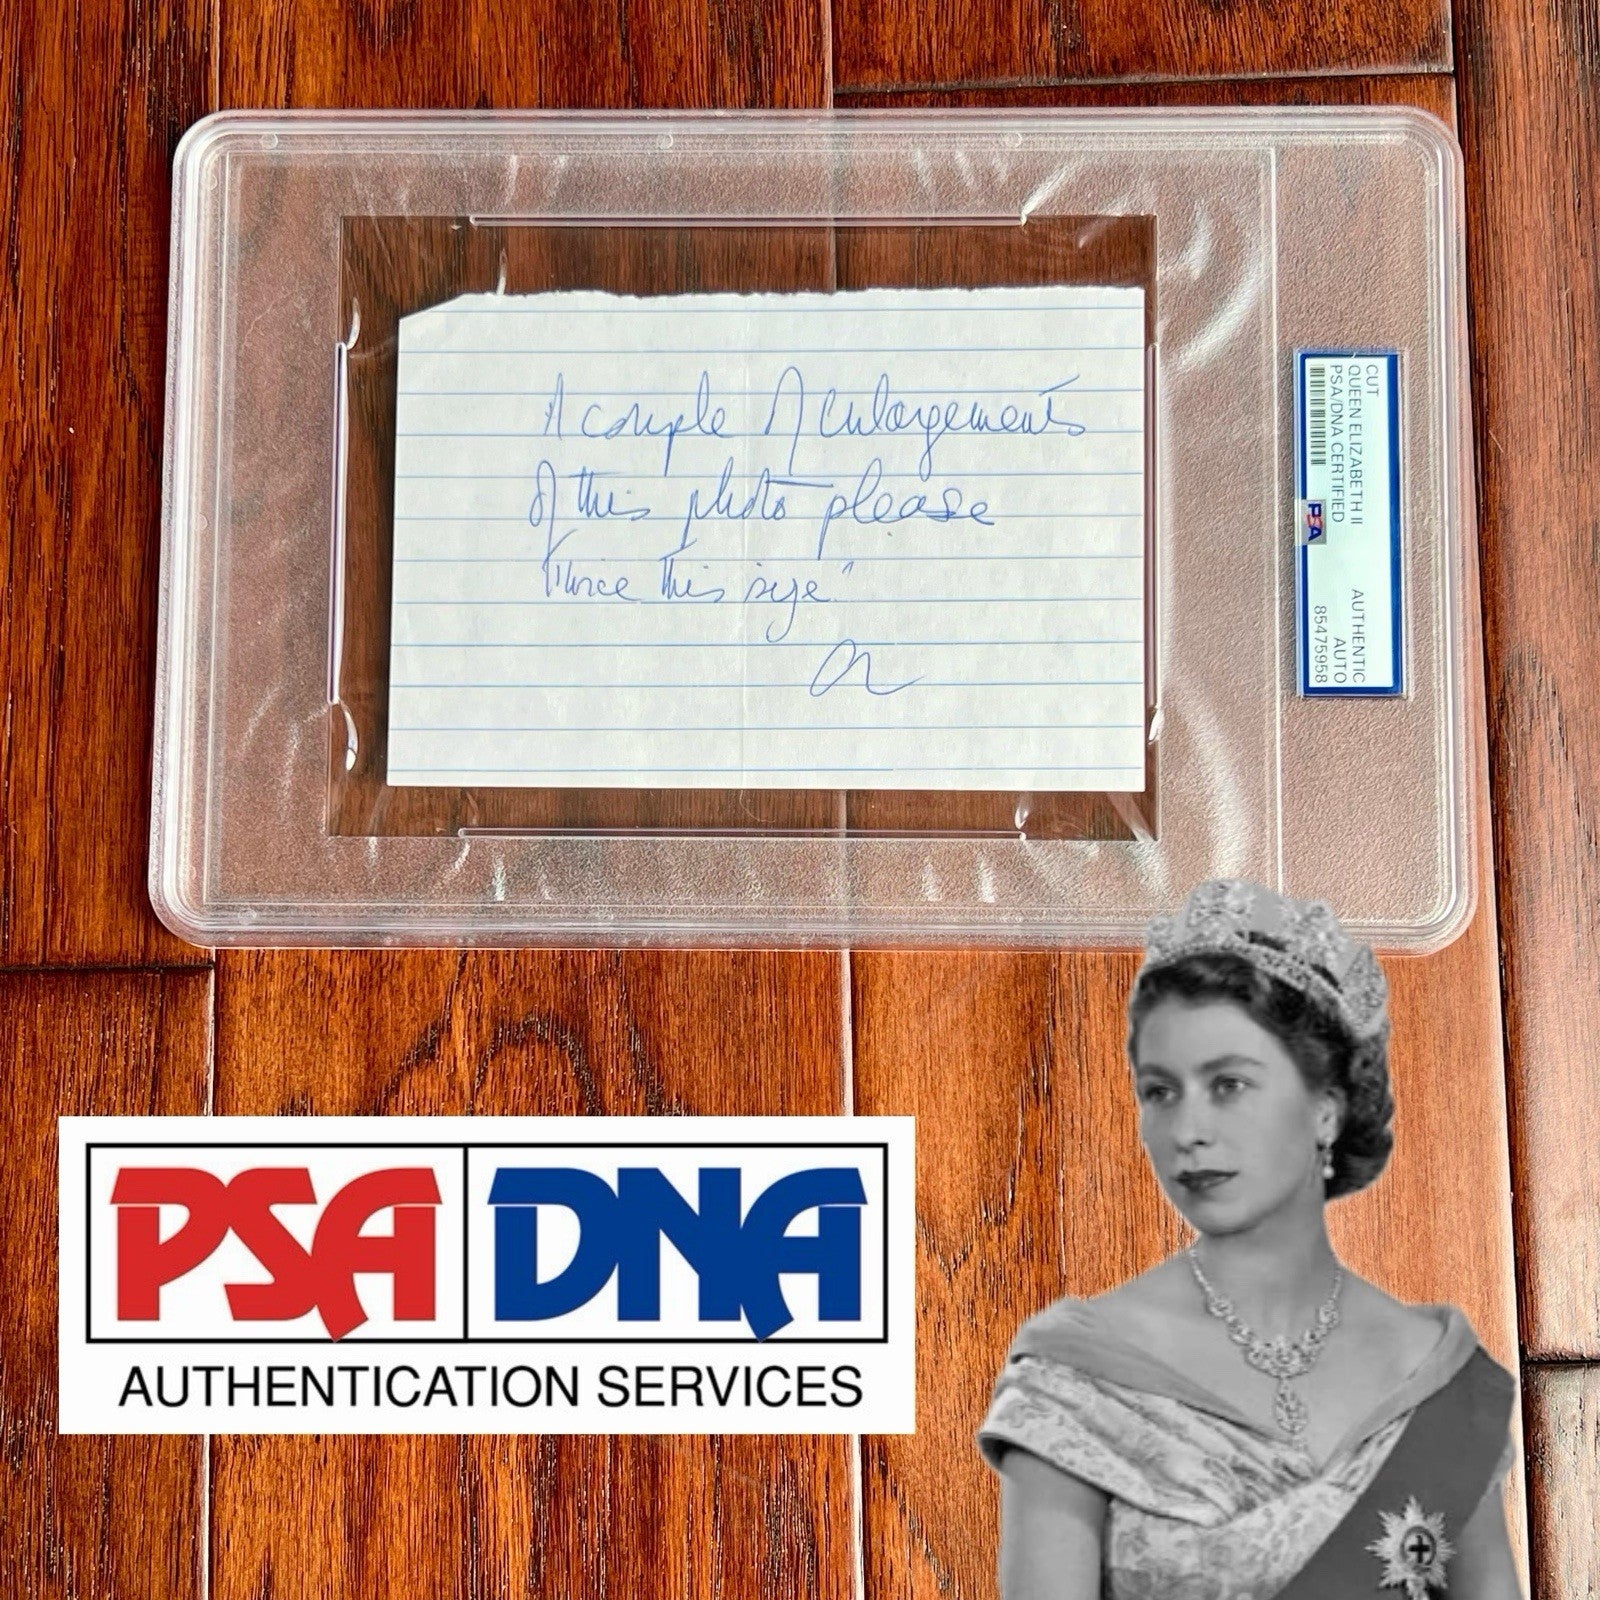 A couple of enlargements
of this photo please
"Twice this size"
CUT
QUEEN ELIZABETH II
PSA/DNA CERTIFIED
PSA
AUTHENTIC
AUTO
85475958
PSA DNA
AUTHENTICATION SERVICES